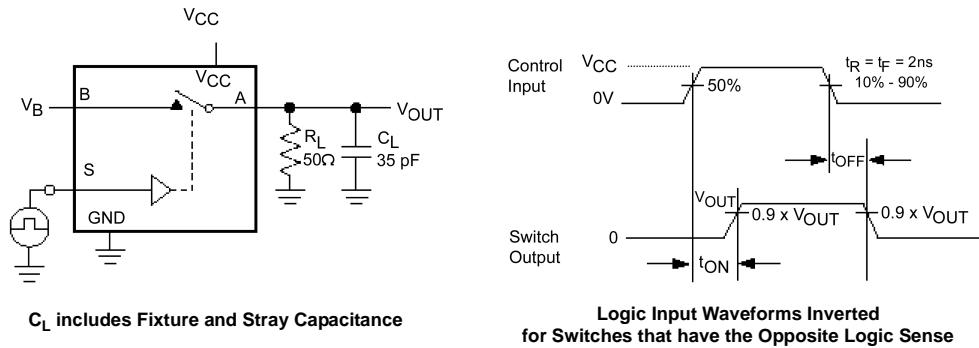 VCC
VCC
VB
B
A
VOUT
RL
50Ω
CL
35 pF
S
GND
CL includes Fixture and Stray Capacitance
Control
Input
VCC
0V
50%
tR = tF = 2ns
10% - 90%
tOFF
VOUT
0.9 x VOUT
0.9 x VOUT
Switch
Output
0
tON
Logic Input Waveforms Inverted
for Switches that have the Opposite Logic Sense